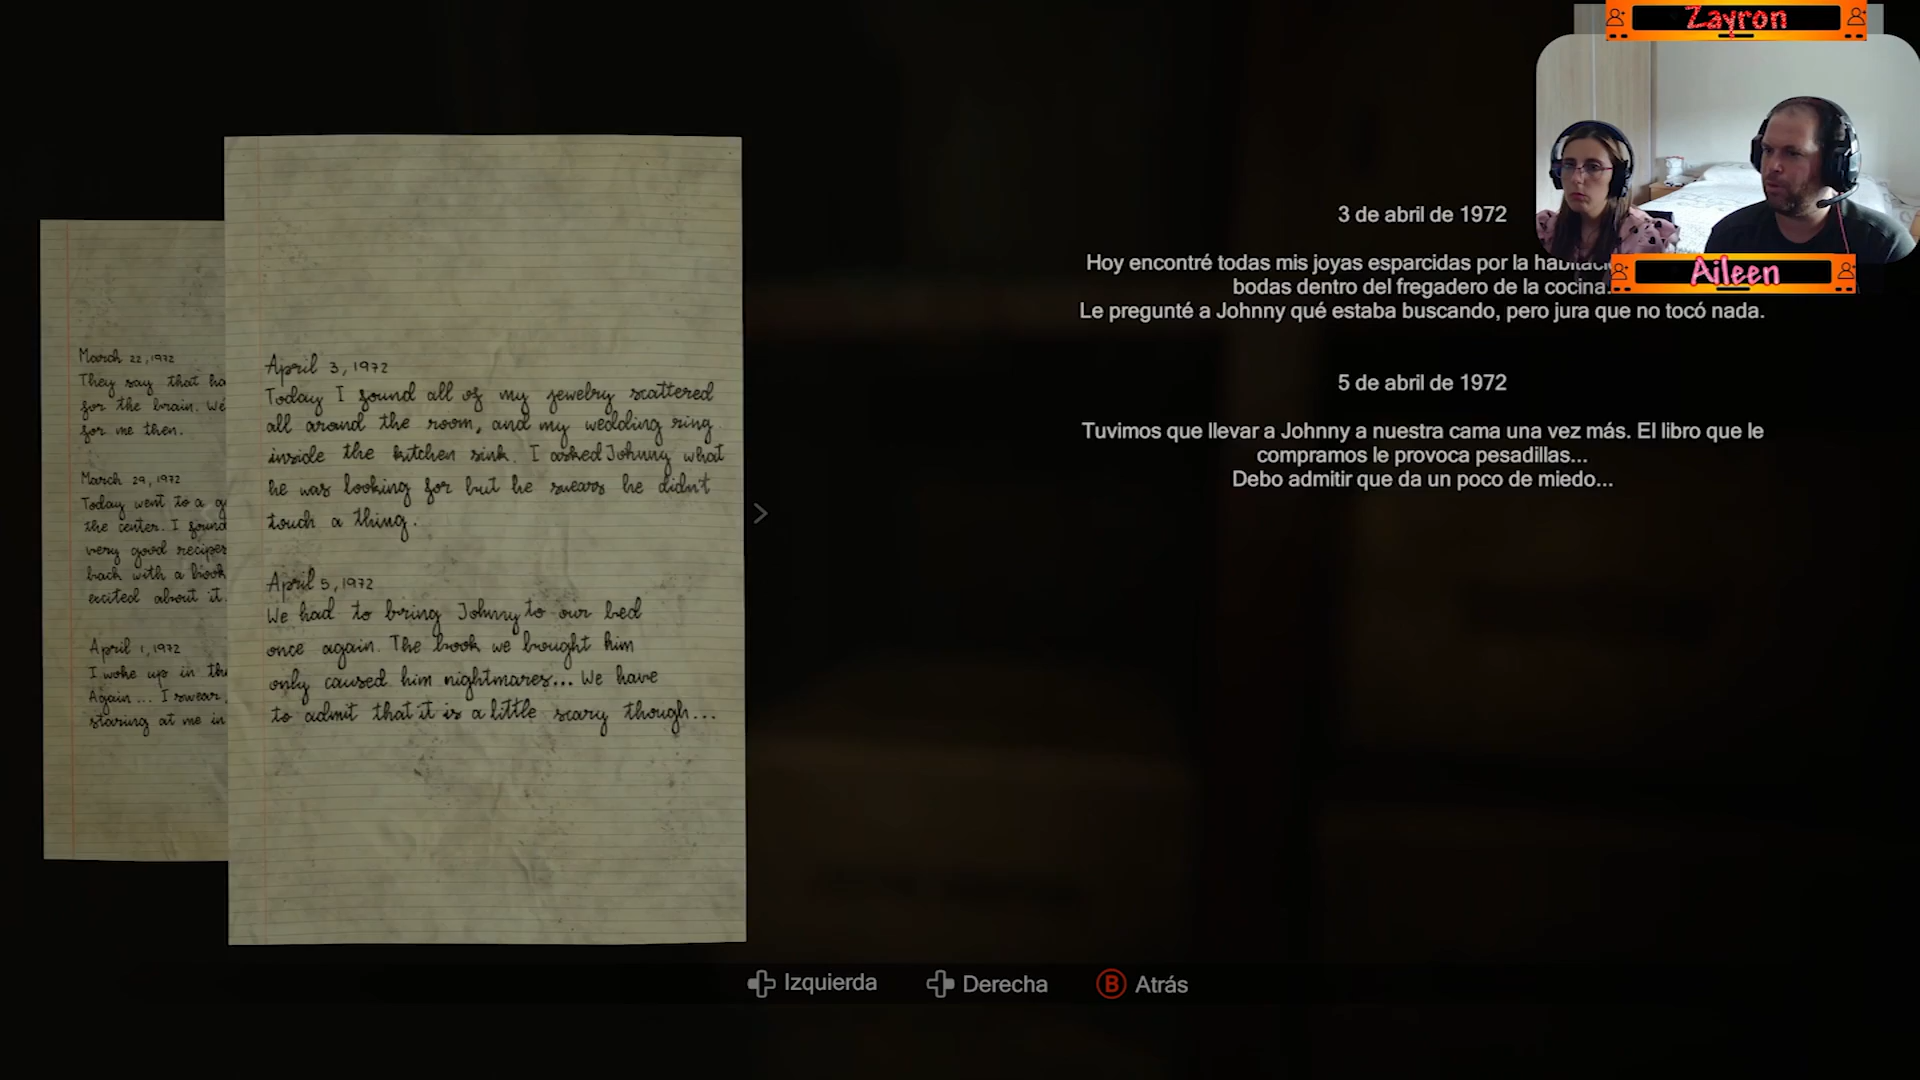 Zayron
Aileen
March 22, 1972
They say that
for the brain. We
for me then.
March 29, 1972
Today went to a
the center. I found
very good recipes
back with a book
excited about it.
April 1, 1972
I woke up in the
Again... I swear
staring at me in
April 3, 1972
Today I found all of my jewelry scattered
all around the room, and my wedding ring
inside the kitchen sink. I asked Johnny what
he was looking for but he swears he didn't
touch a thing.
April 5, 1972
We had to bring Johnny to our bed
once again. The book we brought him
only caused him nightmares... We have
to admit that it is a little scary though...
3 de abril de 1972
Hoy encontré todas mis joyas esparcidas por la
bodas dentro del fregadero de la cocina.
Le pregunté a Johnny qué estaba buscando, pero jura que no tocó nada.
5 de abril de 1972
Tuvimos que llevar a Johnny a nuestra cama una vez más. El libro que le
compramos le provoca pesadillas...
Debo admitir que da un poco de miedo...
Izquierda
Derecha
B Atrás